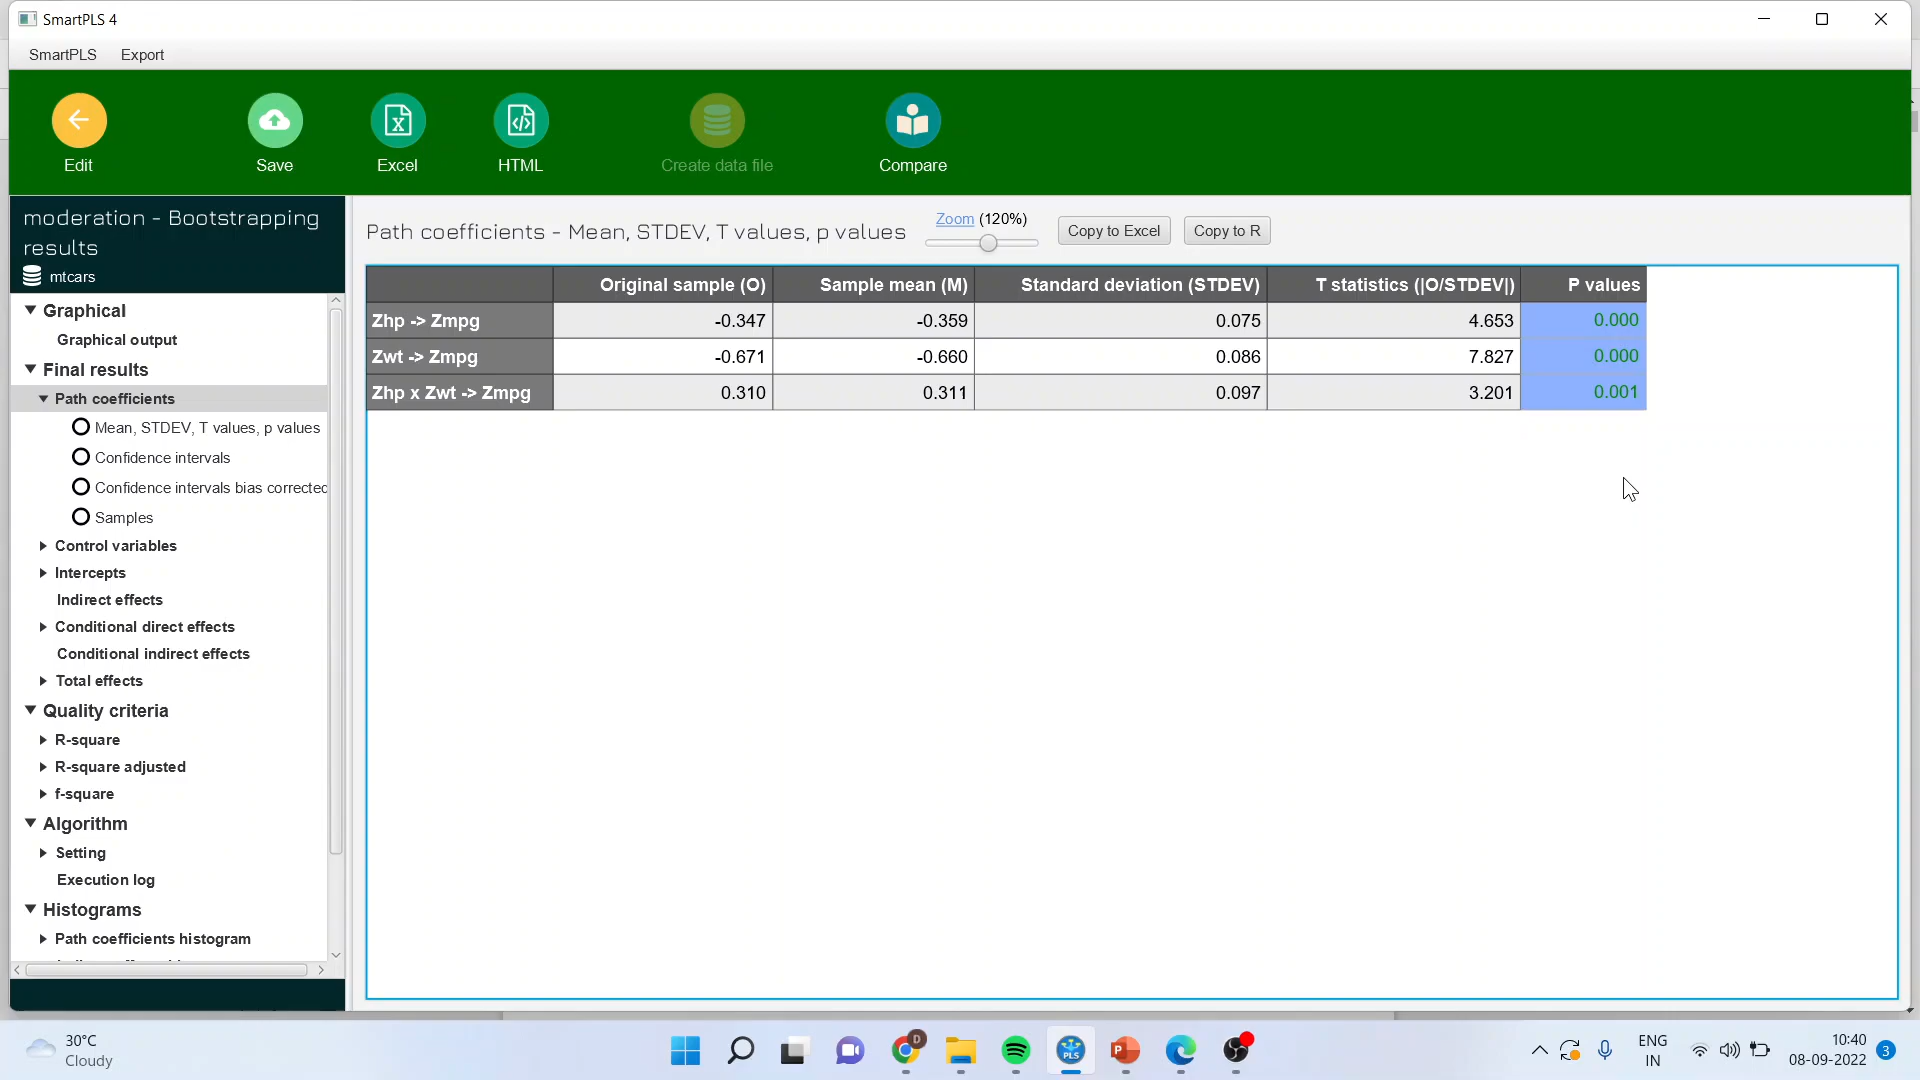 SmartPLS 4
SmartPLS Export
Edit Save Excel HTML Create data file Compare
moderation - Bootstrapping
results
mtcars
Graphical
Graphical output
Final results
Path coefficients
Mean, STDEV, T values, p values
Confidence intervals
Confidence intervals bias corrected
Samples
Control variables
Intercepts
Indirect effects
Conditional direct effects
Conditional indirect effects
Total effects
Quality criteria
R-square
R-square adjusted
f-square
Algorithm
Setting
Execution log
Histograms
Path coefficients histogram
Path coefficients - Mean, STDEV, T values, p values
Zoom (120%)
Copy to Excel Copy to R
Original sample (O) Sample mean (M) Standard deviation (STDEV) T statistics (|O/STDEV|) P values
Zhp -> Zmpg -0.347 -0.359 0.075 4.653 0.000
Zwt -> Zmpg -0.671 -0.660 0.086 7.827 0.000
Zhp x Zwt -> Zmpg 0.310 0.311 0.097 3.201 0.001
30°C
Cloudy
D
PLS
P
ENG
IN
10:40
08-09-2022
3